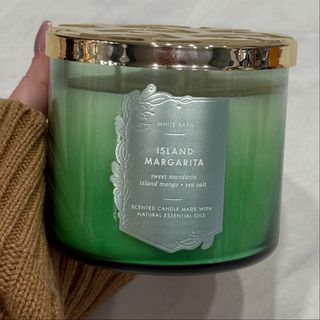 WHITE BARN
ISLAND
MARGARITA
sweet mandarin
island mango • sea salt
SCENTED CANDLE MADE WITH
NATURAL ESSENTIAL OILS